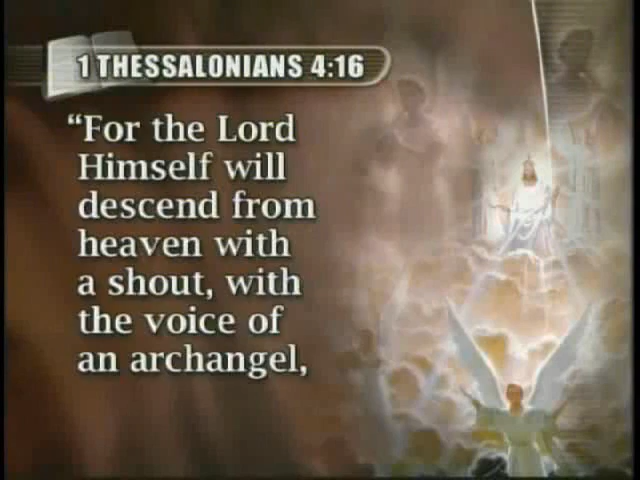 1 THESSALONIANS 4:16
“For the Lord
Himself will
descend from
heaven with
a shout, with
the voice of
an archangel,